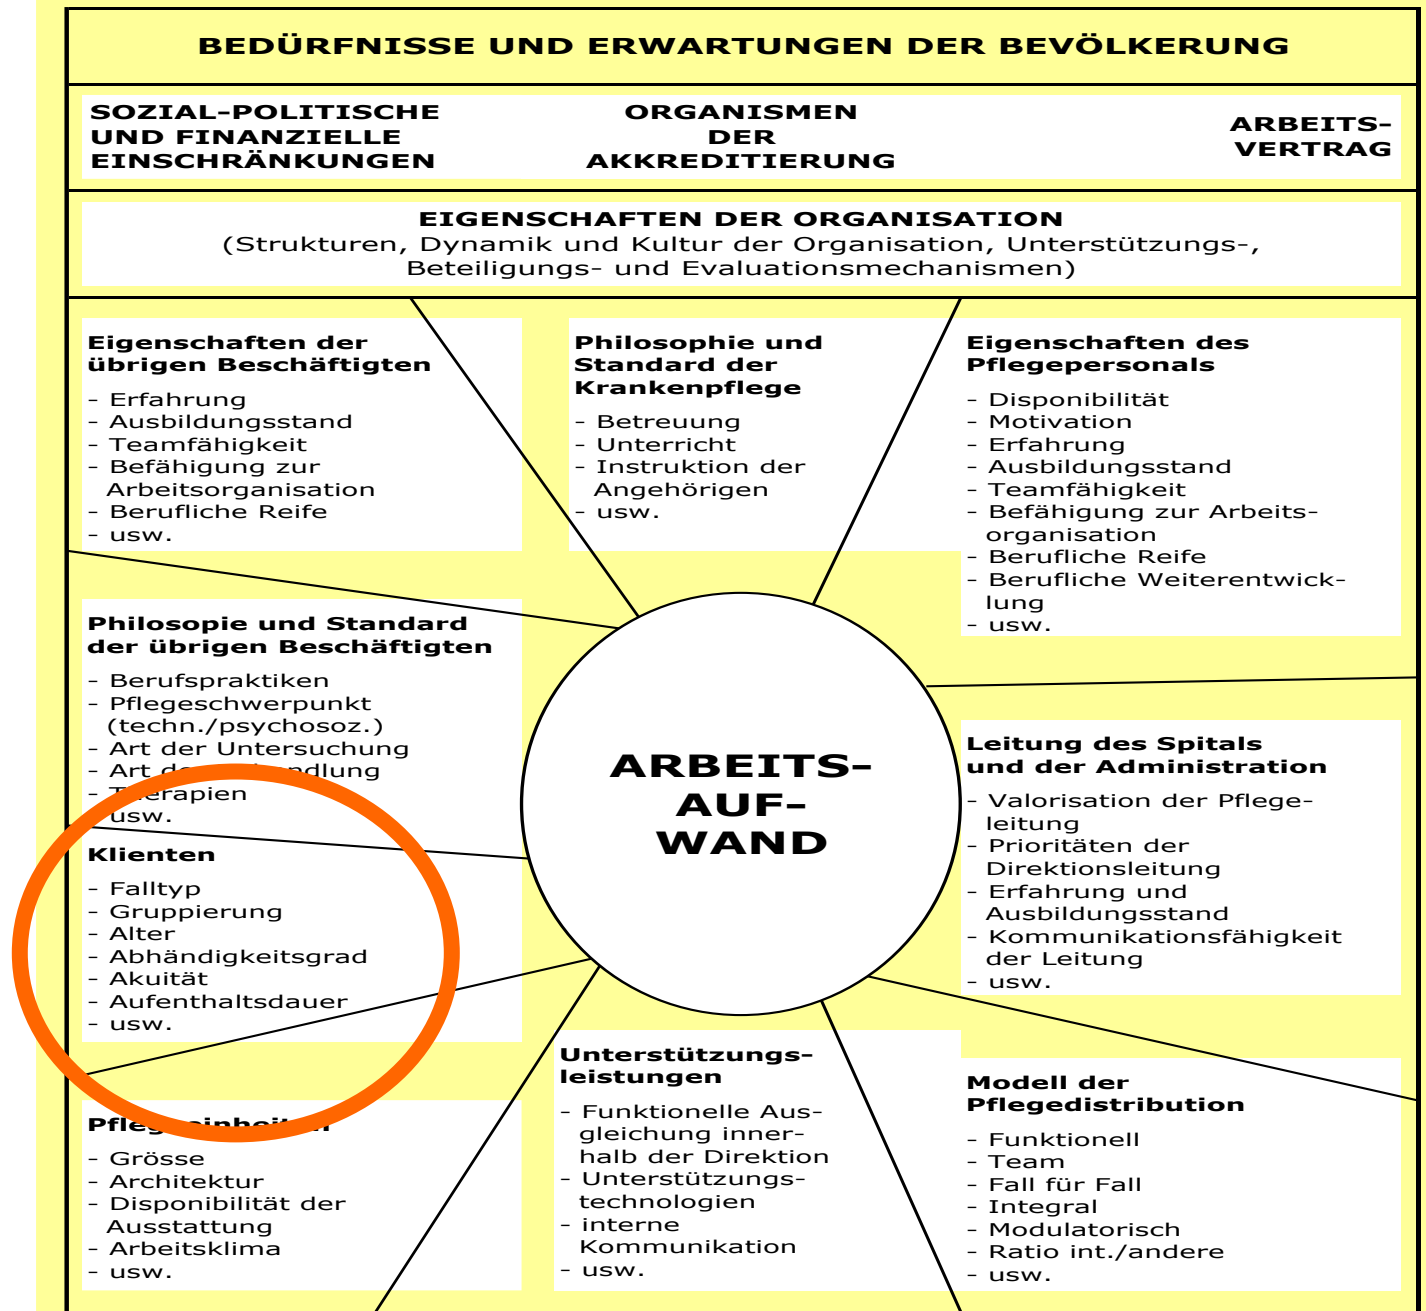 BEDÜRFNISSE UND ERWARTUNGEN DER BEVÖLKERUNG
SOZIAL-POLITISCHE
UND FINANZIELLE
EINSCHRÄNKUNGEN
ORGANISMEN
DER
AKKREDITIERUNG
ARBEITS-
VERTRAG
EIGENSCHAFTEN DER ORGANISATION
(Strukturen, Dynamik und Kultur der Organisation, Unterstützungs-,
Beteiligungs- und Evaluationsmechanismen)
Eigenschaften der
übrigen Beschäftigten
- Erfahrung
- Ausbildungsstand
- Teamfähigkeit
- Befähigung zur
Arbeitsorganisation
- Berufliche Reife
- usw.
Philosophie und
Standard der
Krankenpflege
- Betreuung
- Unterricht
- Instruktion der
Angehörigen
- usw.
Eigenschaften des
Pflegepersonals
- Disponibilität
- Motivation
- Erfahrung
- Ausbildungsstand
- Teamfähigkeit
- Befähigung zur Arbeits-
organisation
- Berufliche Reife
- Berufliche Weiterentwick-
lung
- usw.
Philosopie und Standard
der übrigen Beschäftigten
- Berufspraktiken
- Pflegeschwerpunkt
(techn./psychosoz.)
- Art der Untersuchung
- Art der Behandlung
- Therapien
- usw.
ARBEITS-
AUF-
WAND
Leitung des Spitals
und der Administration
- Valorisation der Pflege-
leitung
- Prioritäten der
Direktionsleitung
- Erfahrung und
Ausbildungsstand
- Kommunikationsfähigkeit
der Leitung
- usw.
Klienten
- Falltyp
- Gruppierung
- Alter
- Abhändigkeitsgrad
- Akuität
- Aufenthaltsdauer
- usw.
Pflegeeinheiten
- Grösse
- Architektur
- Disponibilität der
Ausstattung
- Arbeitsklima
- usw.
Unterstützungs-
leistungen
- Funktionelle Aus-
gleichung inner-
halb der Direktion
- Unterstützungs-
technologien
- interne
Kommunikation
- usw.
Modell der
Pflegedistribution
- Funktionell
- Team
- Fall für Fall
- Integral
- Modulatorisch
- Ratio int./andere
- usw.